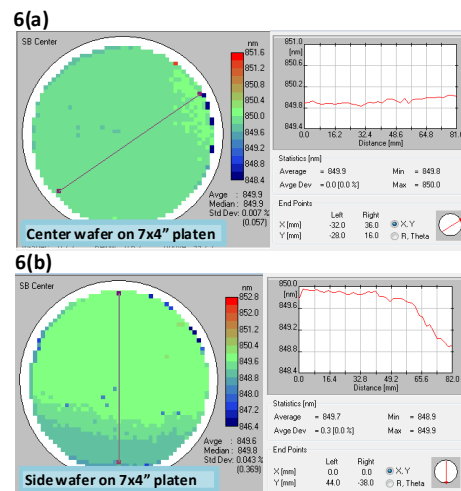 6(a)
SB Center
nm
851.6
851.2
850.8
850.4
850.0
849.6
849.2
848.8
848.4
Avge : 849.9
Median : 849.9
Std Dev: 0.007 %
(0.057)
Center wafer on 7x4” platen
851.0
[nm]
850.6
850.2
849.8
849.4
0.0 16.2 32.4 48.6 64.8 81.0
Distance [mm]
Statistics [nm]
Average = 849.9 Min = 849.8
Avge Dev = 0.0 [0.0 %] Max = 850.0
End Points
Left Right
X [mm] -32.0 36.0 X, Y
Y [mm] -28.0 16.0 R, Theta
6(b)
SB Center
nm
852.8
852.0
851.2
850.4
849.6
848.8
848.0
847.2
846.4
Avge : 849.6
Median : 849.8
Std Dev: 0.043 %
(0.369)
Side wafer on 7x4” platen
850.0
[nm]
849.6
849.2
848.8
848.4
0.0 16.4 32.8 49.2 65.6 82.0
Distance [mm]
Statistics [nm]
Average = 849.7 Min = 848.9
Avge Dev = 0.3 [0.0 %] Max = 849.9
End Points
Left Right
X [mm] 0.0 0.0 X, Y
Y [mm] 44.0 -38.0 R, Theta